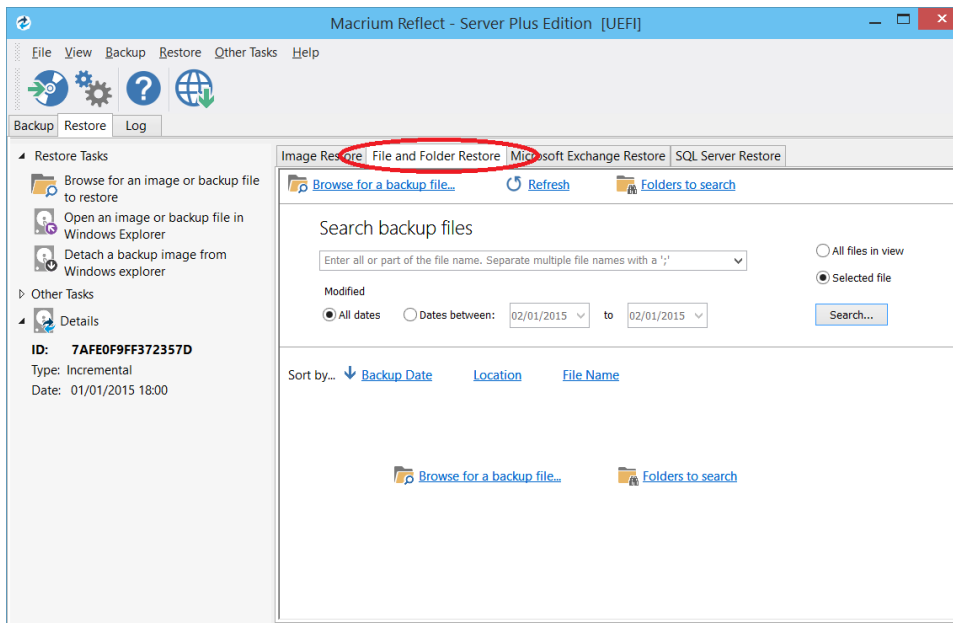 Macrium Reflect - Server Plus Edition [UEFI]
File View Backup Restore Other Tasks Help
Backup Restore Log
Restore Tasks
Browse for an image or backup file
to restore
Open an image or backup file in
Windows Explorer
Detach a backup image from
Windows explorer
Other Tasks
Details
ID: 7AFE0F9FF372357D
Type: Incremental
Date: 01/01/2015 18:00
Image Restore File and Folder Restore Microsoft Exchange Restore SQL Server Restore
Browse for a backup file... Refresh Folders to search
Search backup files
Enter all or part of the file name. Separate multiple file names with a ';'
All files in view
Selected file
Modified
All dates Dates between: 02/01/2015 to 02/01/2015
Search...
Sort by... Backup Date Location File Name
Browse for a backup file... Folders to search